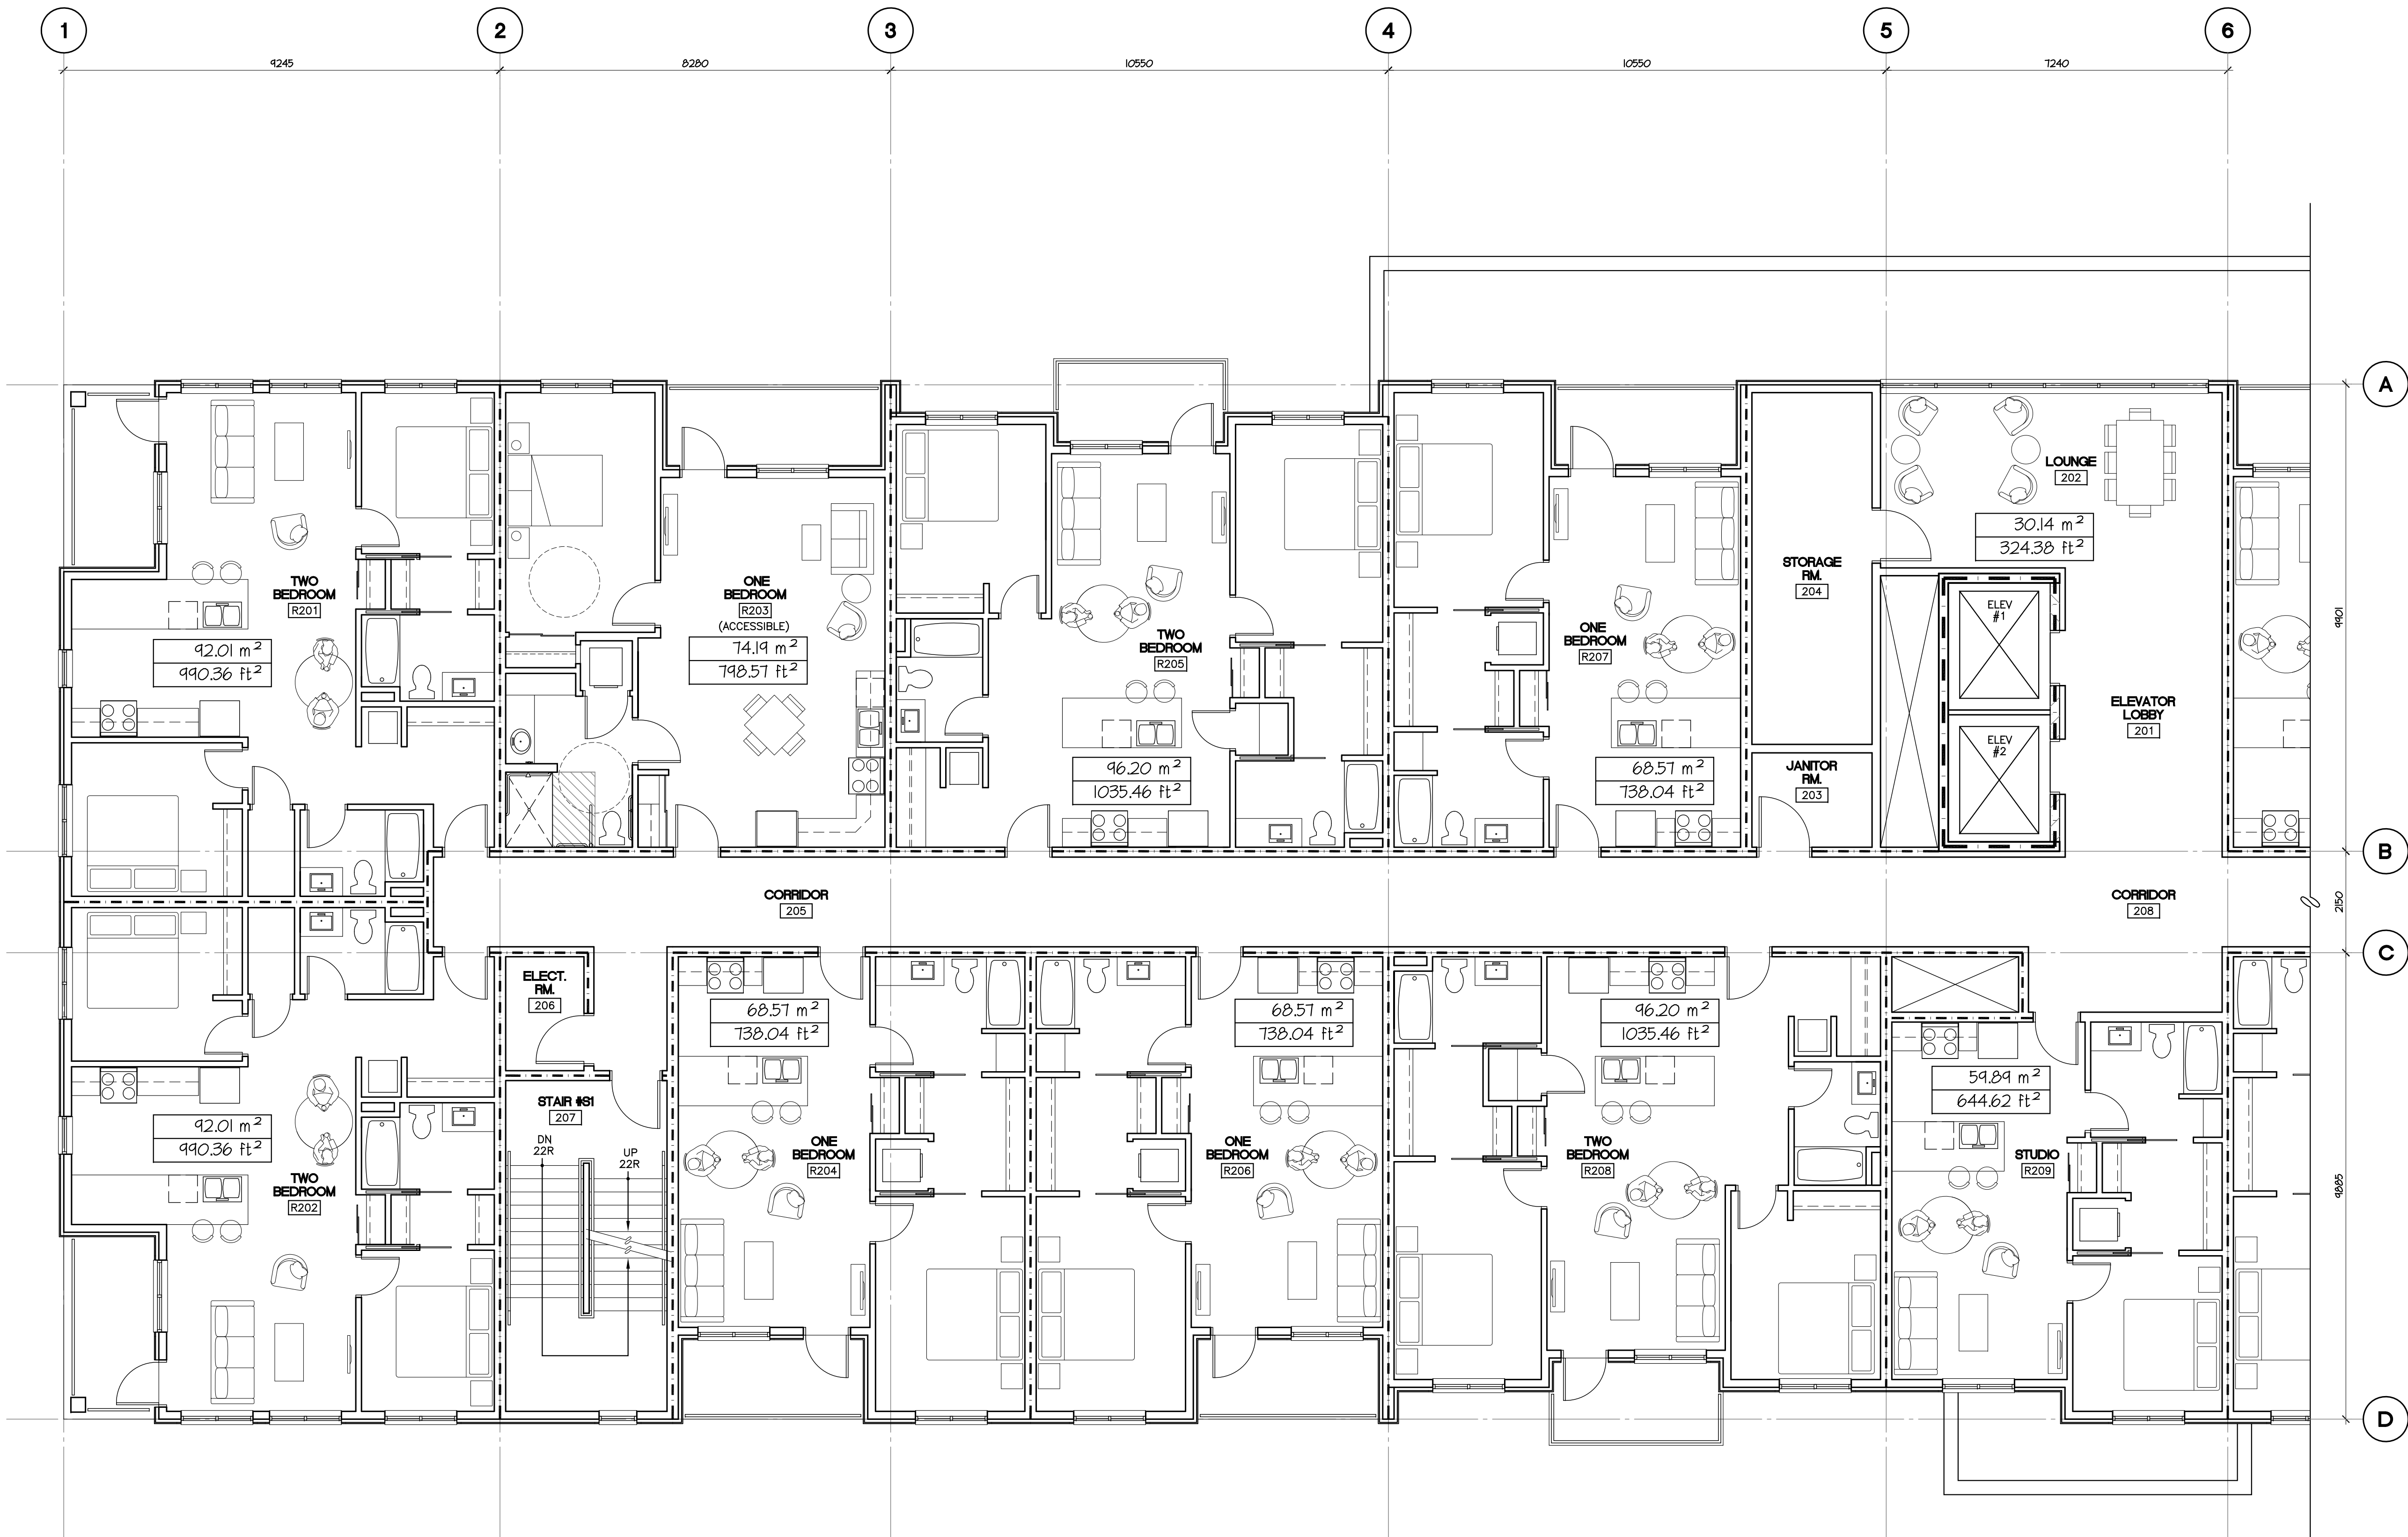 1
2
3
4
5
6
9245
8280
10550
10550
7240
A
B
C
D
9901
2150
9885
TWO
BEDROOM
R201
92.01 m²
990.36 ft²
ONE
BEDROOM
R203
(ACCESSIBLE)
74.19 m²
798.57 ft²
TWO
BEDROOM
R205
96.20 m²
1035.46 ft²
ONE
BEDROOM
R207
68.57 m²
738.04 ft²
STORAGE
RM.
204
JANITOR
RM.
203
LOUNGE
202
30.14 m²
324.38 ft²
ELEV
#1
ELEV
#2
ELEVATOR
LOBBY
201
CORRIDOR
205
CORRIDOR
208
92.01 m²
990.36 ft²
TWO
BEDROOM
R202
ELECT.
RM.
206
STAIR #S1
207
DN
22R
UP
22R
68.57 m²
738.04 ft²
ONE
BEDROOM
R204
68.57 m²
738.04 ft²
ONE
BEDROOM
R206
96.20 m²
1035.46 ft²
TWO
BEDROOM
R208
59.89 m²
644.62 ft²
STUDIO
R209